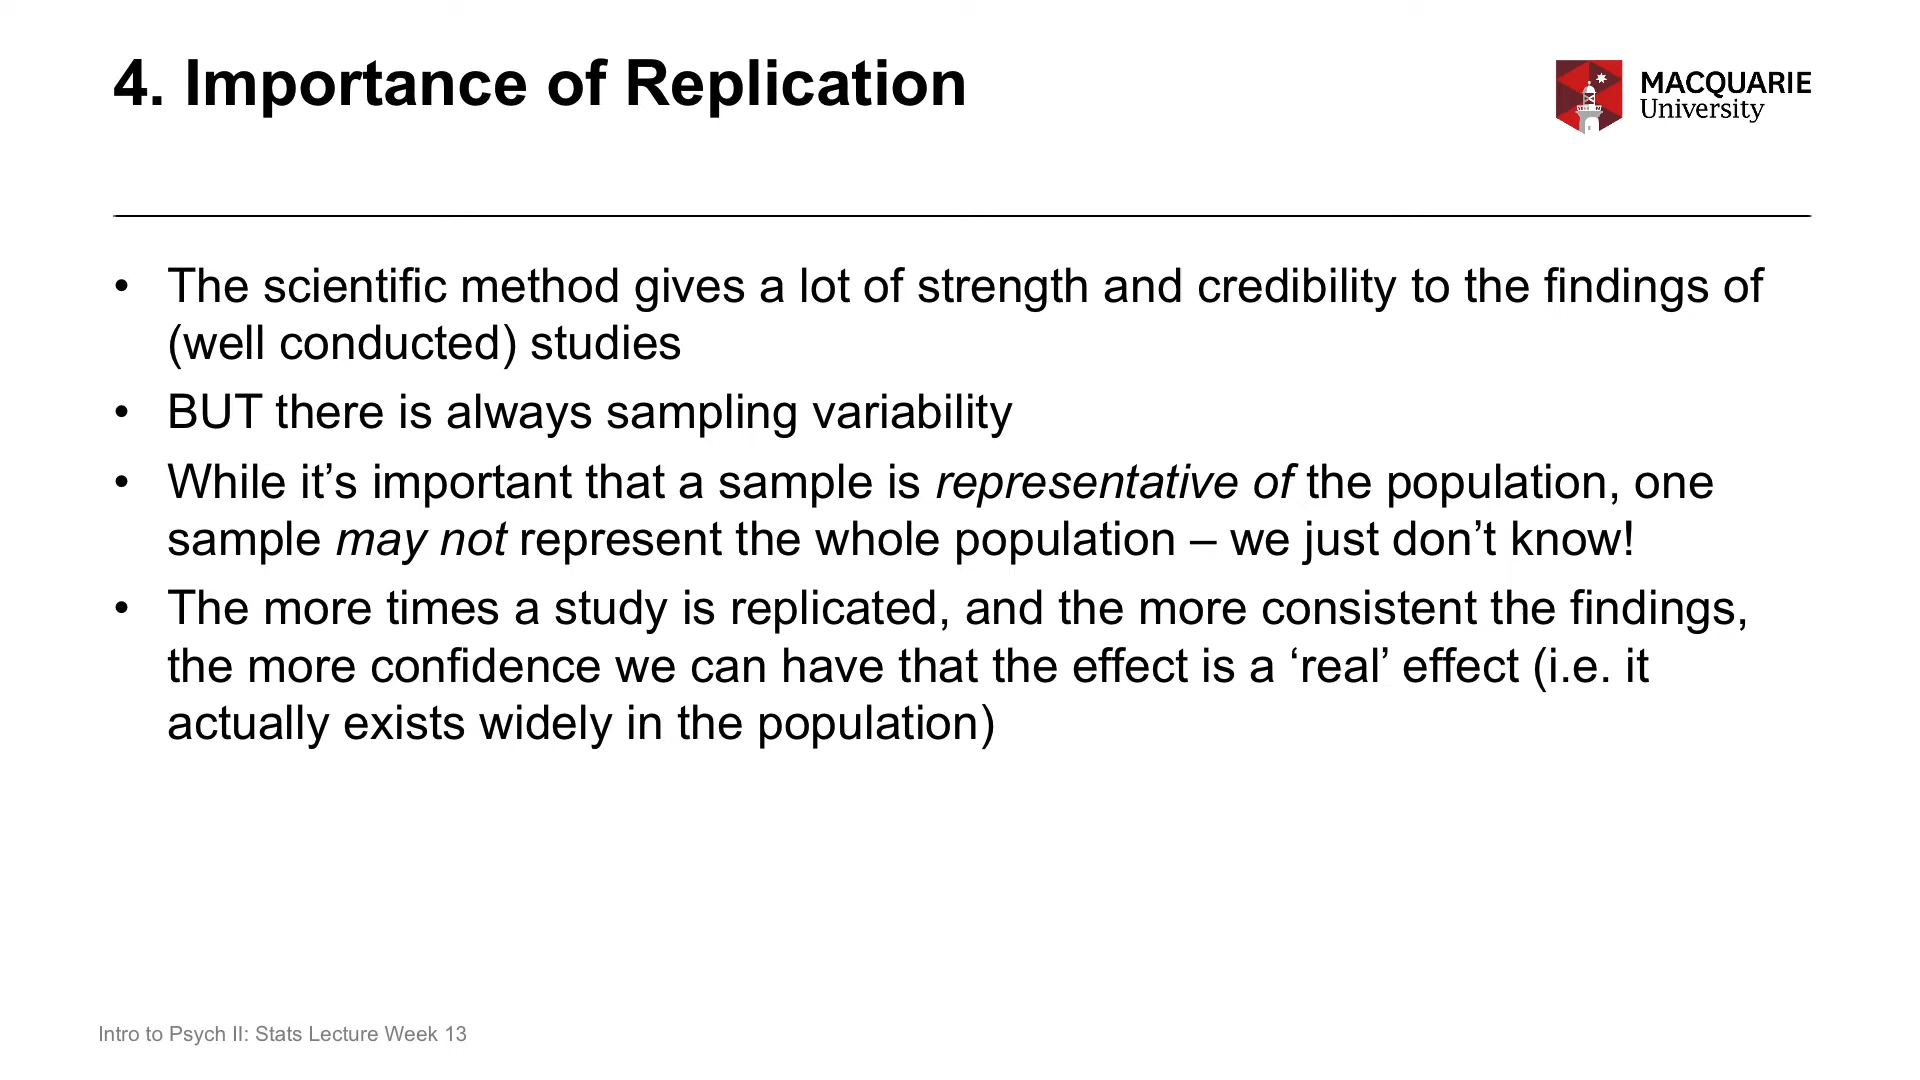 4. Importance of Replication
MACQUARIE
University
• The scientific method gives a lot of strength and credibility to the findings of
(well conducted) studies
• BUT there is always sampling variability
• While it’s important that a sample is representative of the population, one
sample may not represent the whole population – we just don’t know!
• The more times a study is replicated, and the more consistent the findings,
the more confidence we can have that the effect is a ‘real’ effect (i.e. it
actually exists widely in the population)
Intro to Psych II: Stats Lecture Week 13